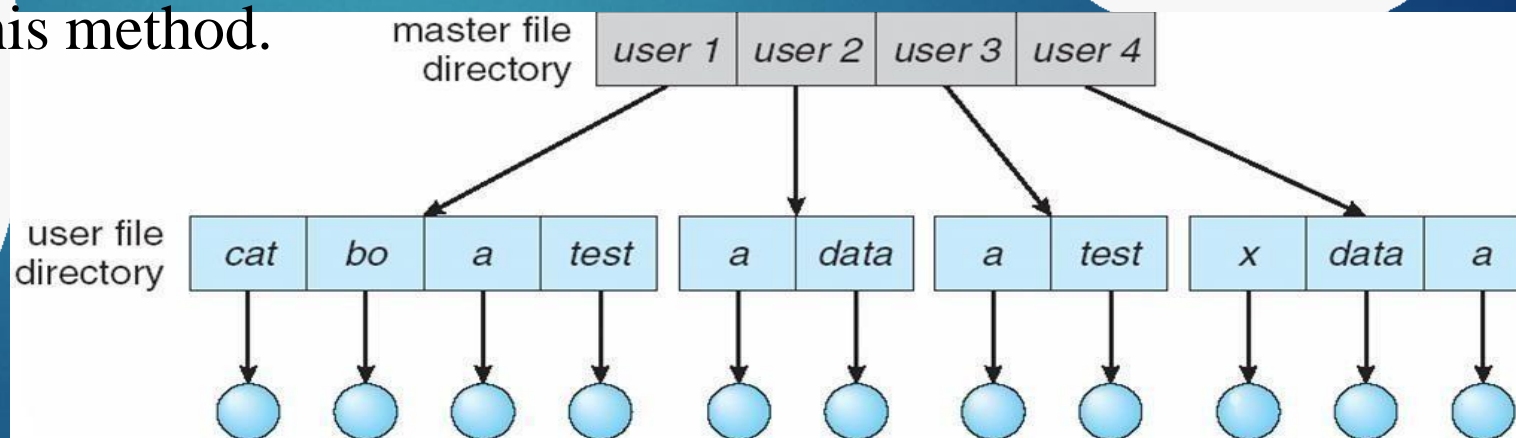 his method.
master file
directory
user 1 user 2 user 3 user 4
user file
directory
cat bo a test a data a test x data a